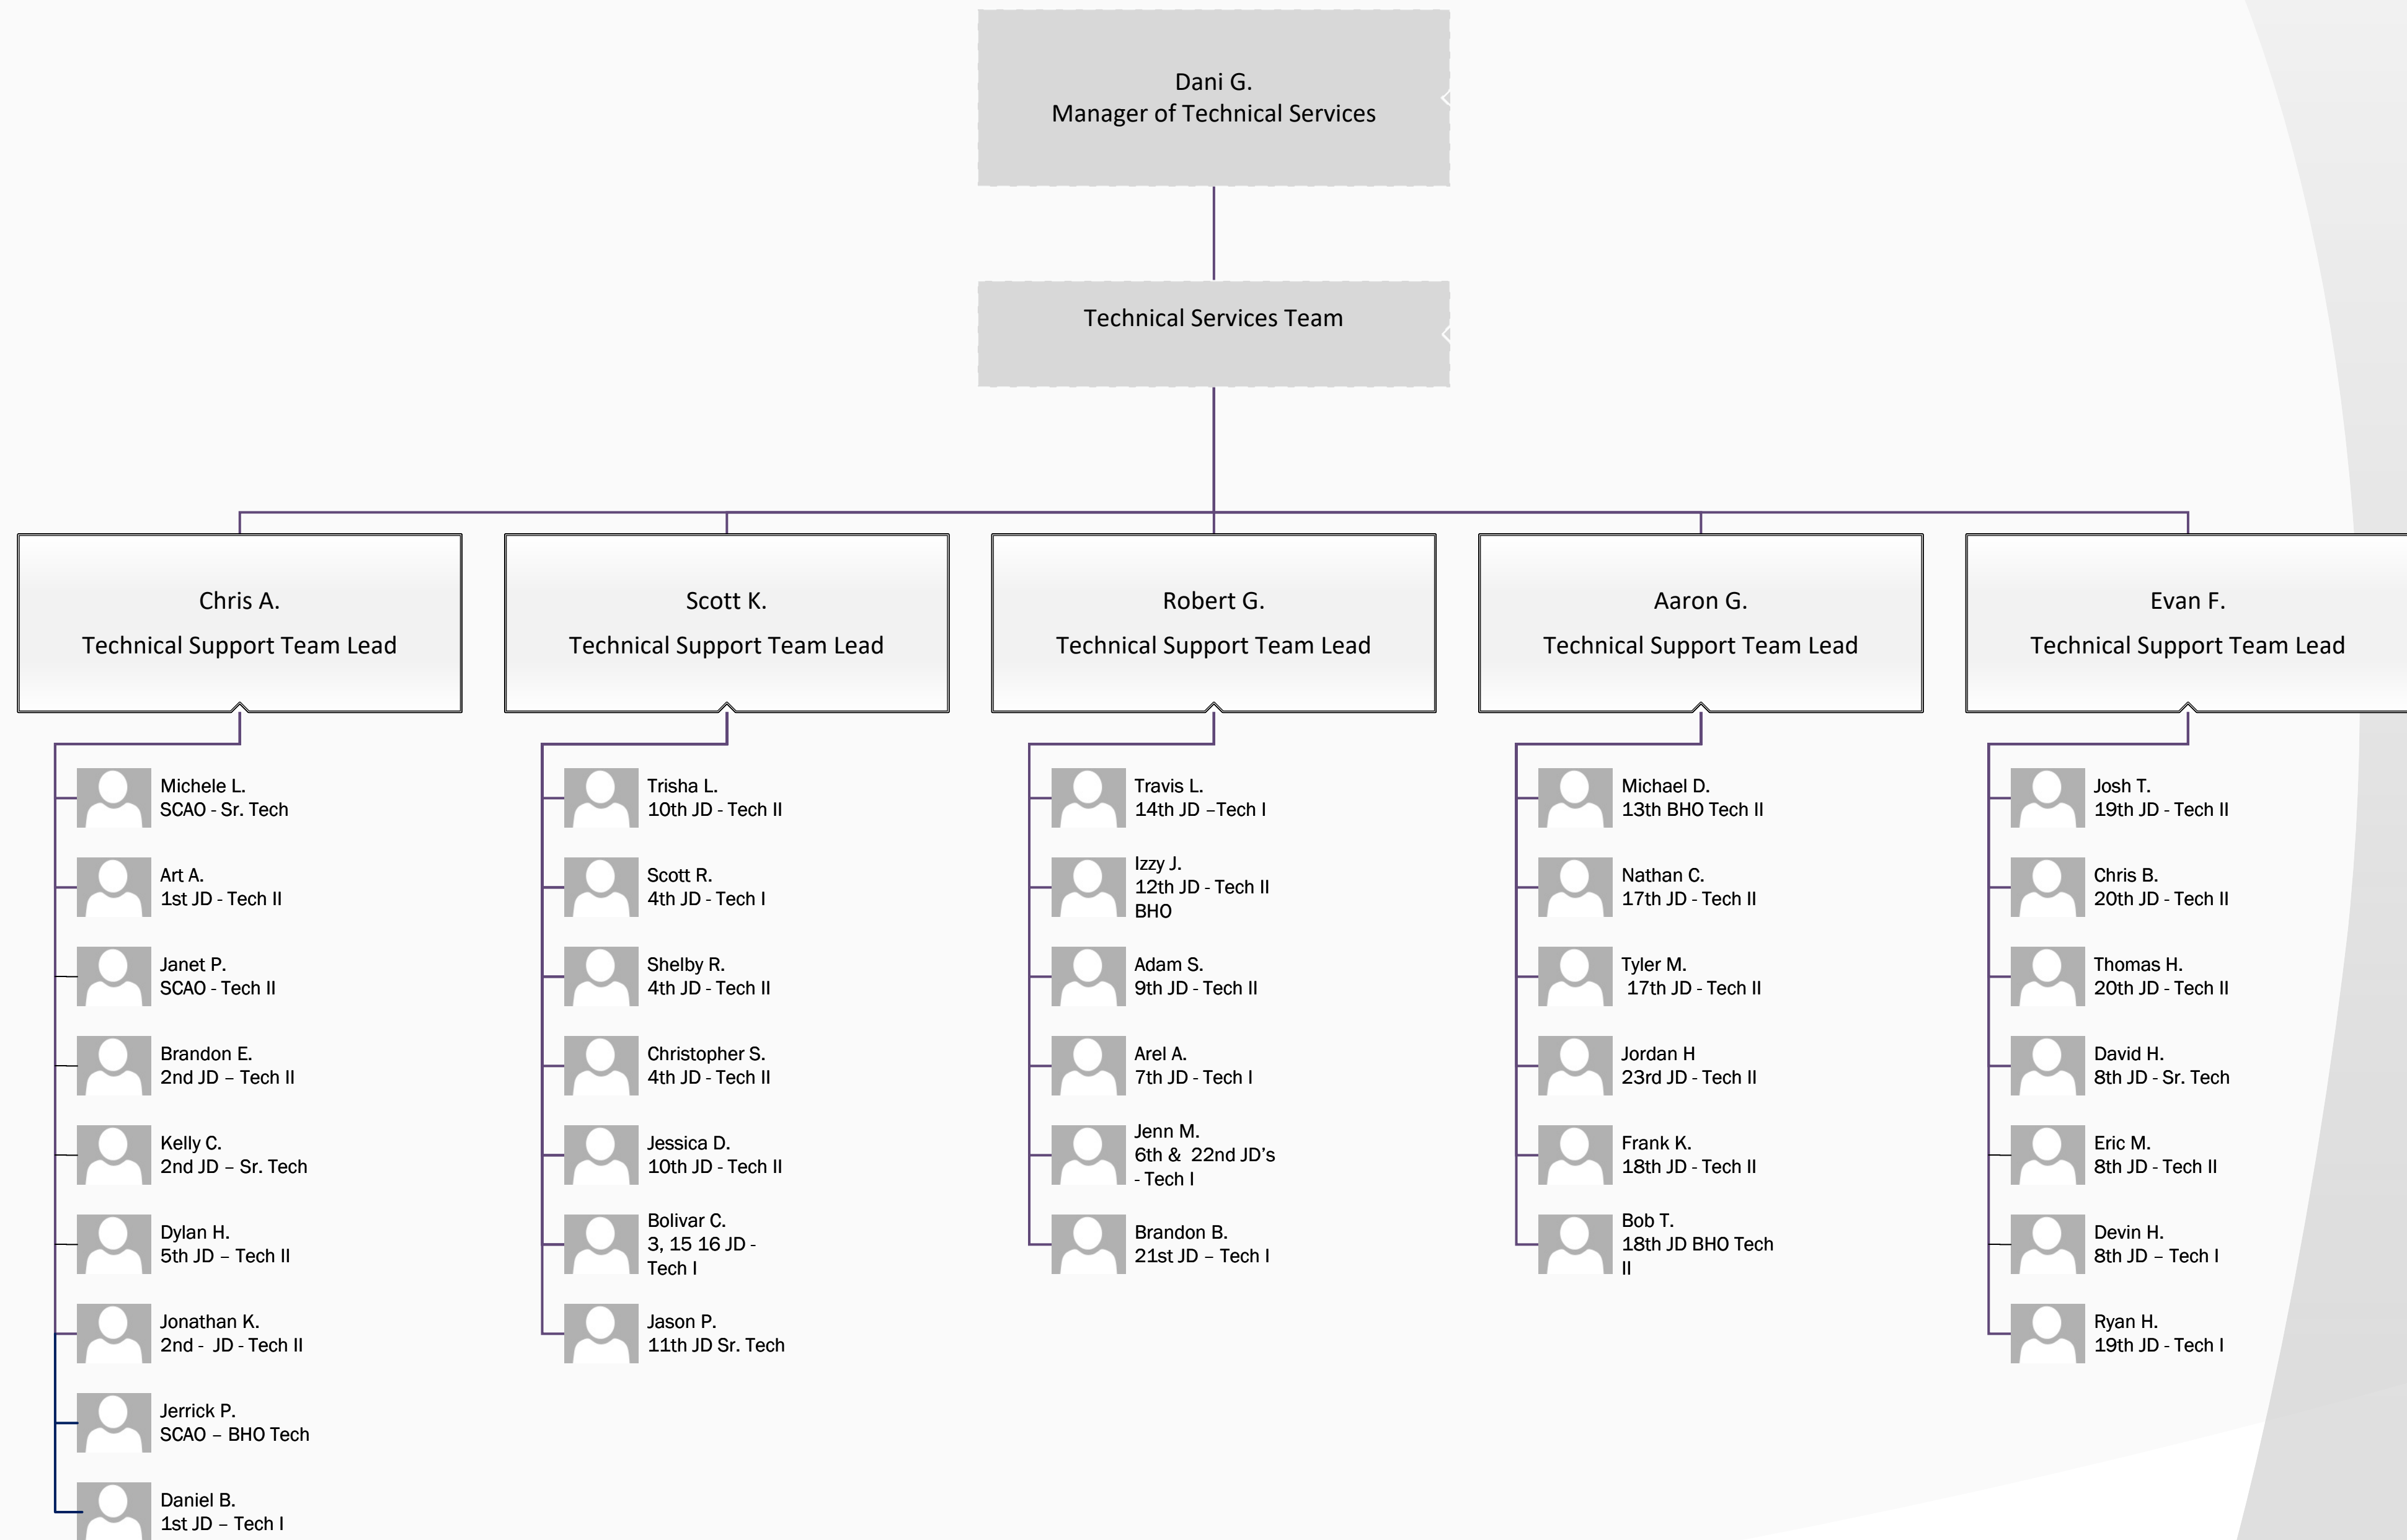 Dani G.
Manager of Technical Services
Technical Services Team
Chris A.
Technical Support Team Lead
Scott K.
Technical Support Team Lead
Robert G.
Technical Support Team Lead
Aaron G.
Technical Support Team Lead
Evan F.
Technical Support Team Lead
Michele L.
SCAO - Sr. Tech
Art A.
1st JD - Tech II
Janet P.
SCAO - Tech II
Brandon E.
2nd JD – Tech II
Kelly C.
2nd JD – Sr. Tech
Dylan H.
5th JD – Tech II
Jonathan K.
2nd - JD - Tech II
Jerrick P.
SCAO – BHO Tech
Daniel B.
1st JD – Tech I
Trisha L.
10th JD - Tech II
Scott R.
4th JD - Tech I
Shelby R.
4th JD - Tech II
Christopher S.
4th JD - Tech II
Jessica D.
10th JD - Tech II
Bolivar C.
3, 15 16 JD -
Tech I
Jason P.
11th JD Sr. Tech
Travis L.
14th JD –Tech I
Izzy J.
12th JD - Tech II
BHO
Adam S.
9th JD - Tech II
Arel A.
7th JD - Tech I
Jenn M.
6th & 22nd JD’s
- Tech I
Brandon B.
21st JD – Tech I
Michael D.
13th BHO Tech II
Nathan C.
17th JD - Tech II
Tyler M.
17th JD - Tech II
Jordan H
23rd JD - Tech II
Frank K.
18th JD - Tech II
Bob T.
18th JD BHO Tech
II
Josh T.
19th JD - Tech II
Chris B.
20th JD - Tech II
Thomas H.
20th JD - Tech II
David H.
8th JD - Sr. Tech
Eric M.
8th JD - Tech II
Devin H.
8th JD – Tech I
Ryan H.
19th JD - Tech I